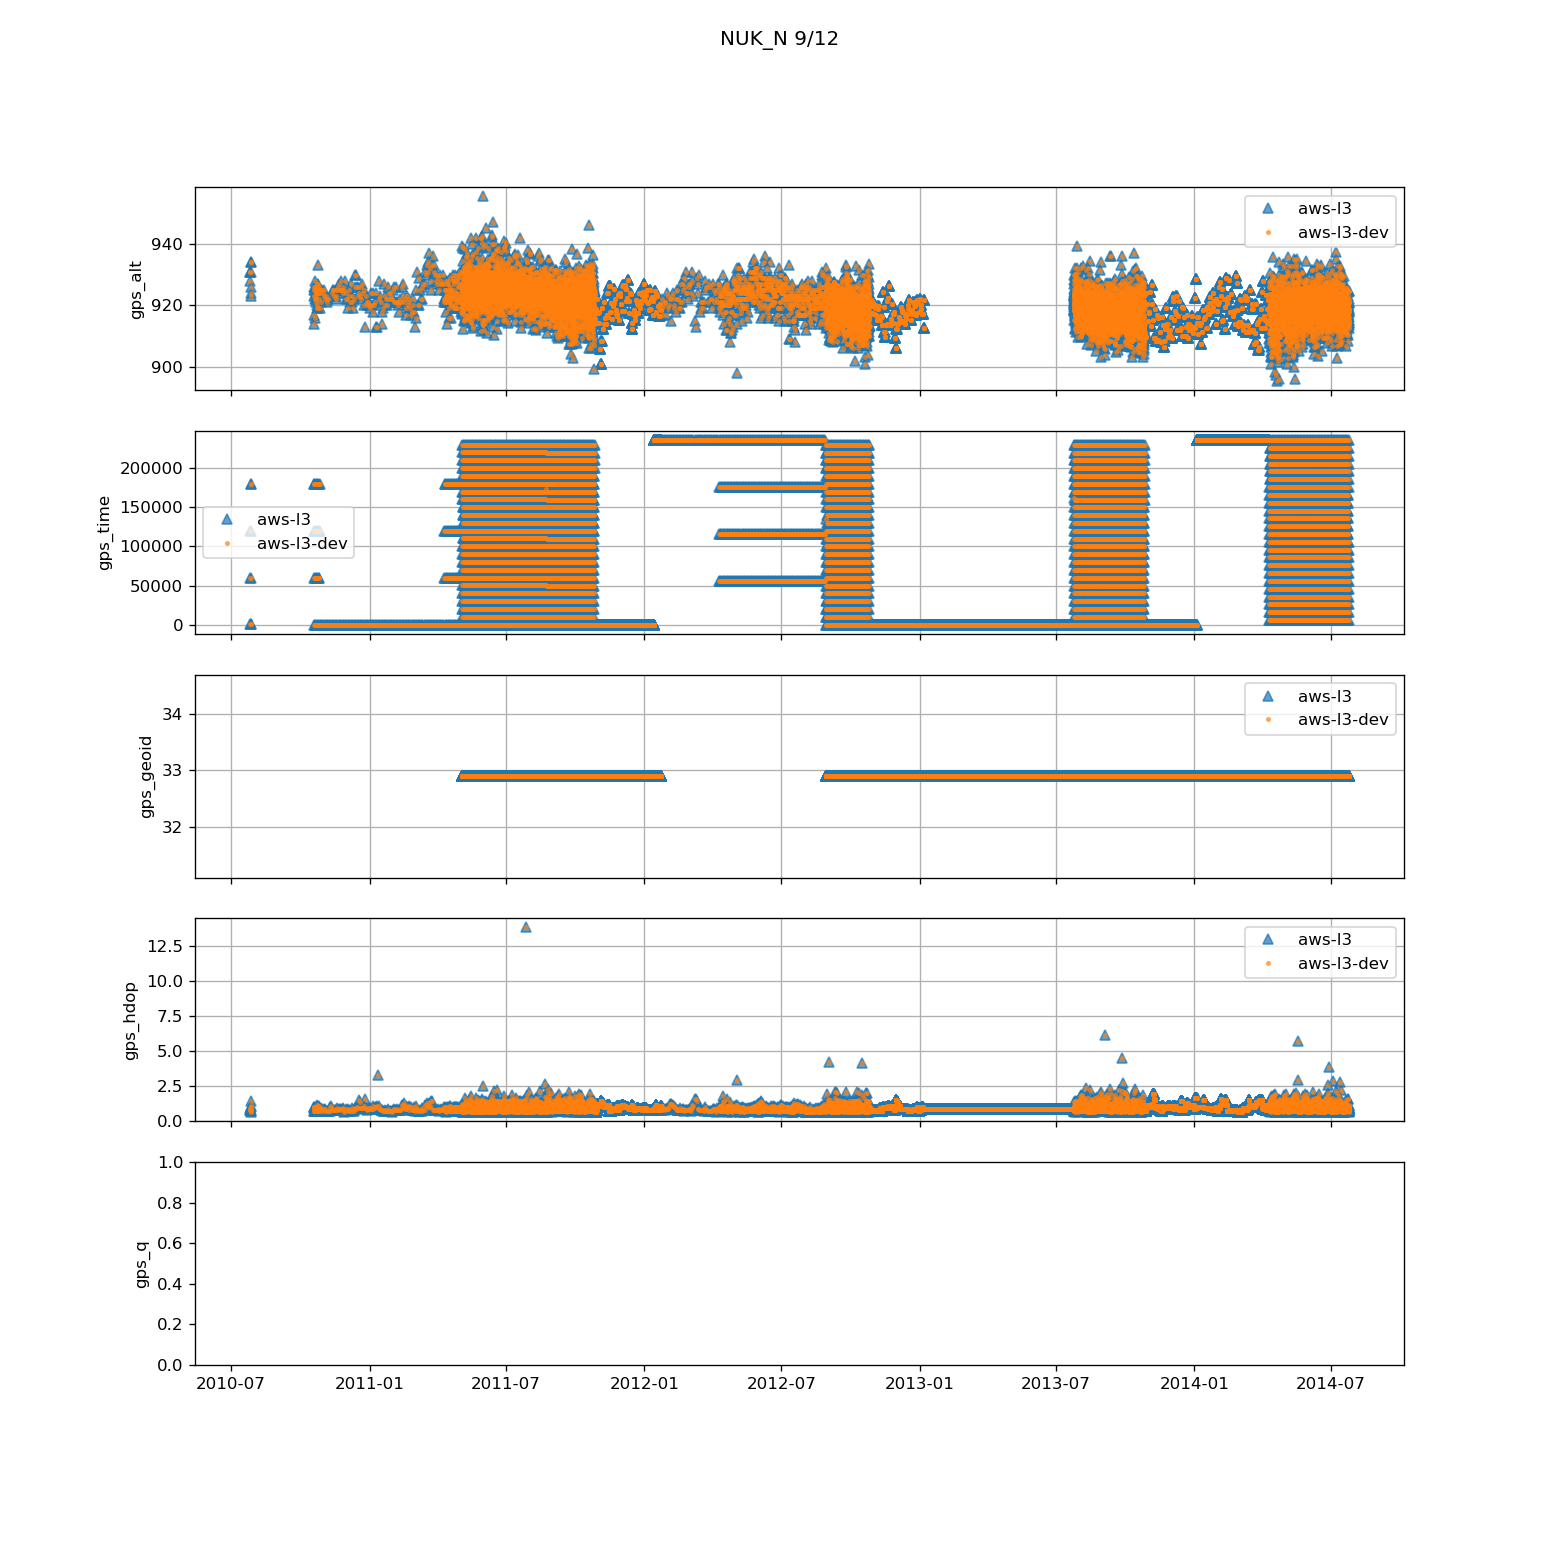 NUK_N 9/12
940
920
900
gps_alt
aws-l3
aws-l3-dev
200000
150000
100000
50000
0
gps_time
aws-l3
aws-l3-dev
34
33
32
gps_geoid
aws-l3
aws-l3-dev
12.5
10.0
7.5
5.0
2.5
0.0
gps_hdop
aws-l3
aws-l3-dev
1.0
0.8
0.6
0.4
0.2
0.0
gps_q
2010-07 2011-01 2011-07 2012-01 2012-07 2013-01 2013-07 2014-01 2014-07